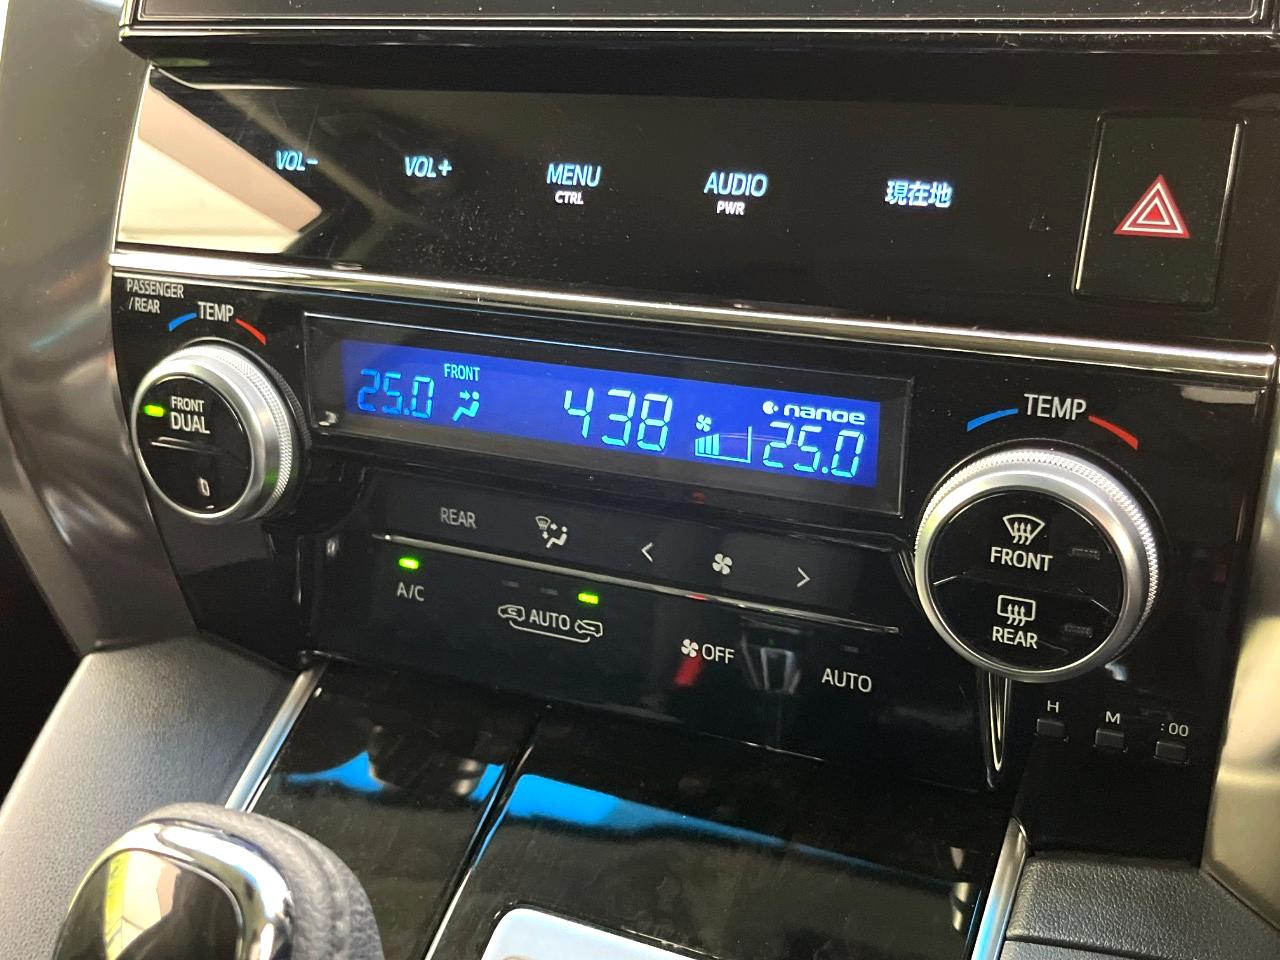 VOL-
VOL+
MENU
CTRL
AUDIO
PWR
現在地
PASSENGER
/REAR
TEMP
FRONT
DUAL
25.0
FRONT
438
nanoe
25.0
TEMP
FRONT
REAR
REAR
A/C
AUTO
OFF
AUTO
H
M
:00